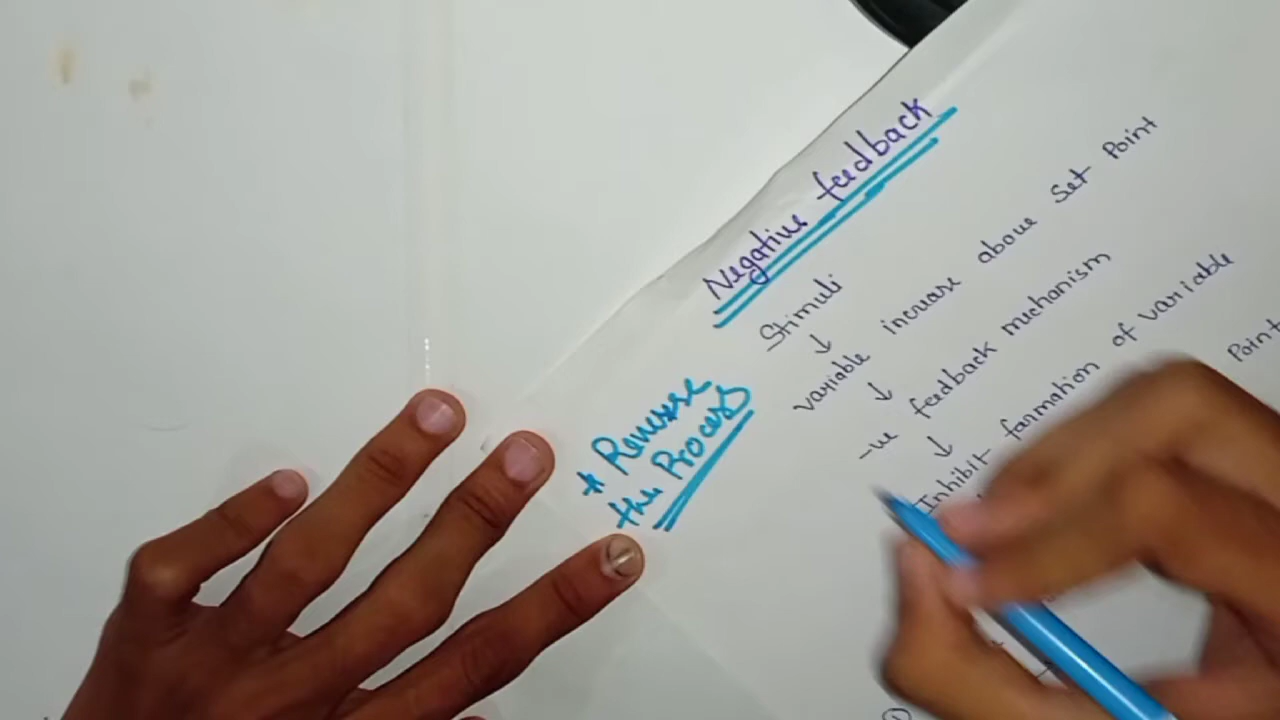 Negative feedback
Stimuli
↓
variable increase above Set Point
↓
-ve feedback mechanism
↓
Inhibit formation of variable
Point
* Reverse
the Process